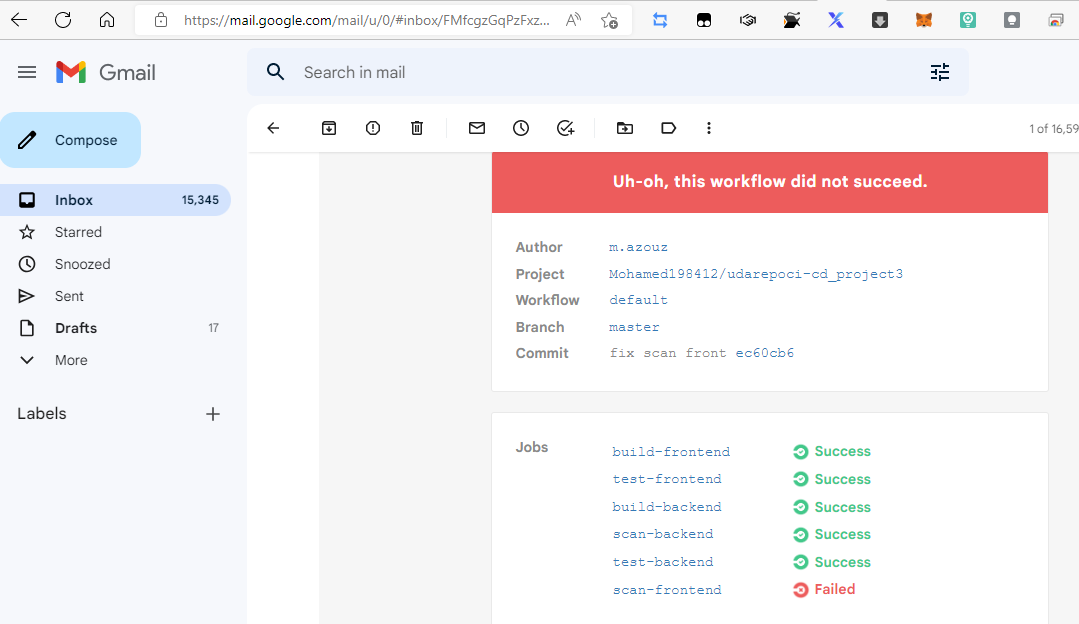 https://mail.google.com/mail/u/0/#inbox/FMfcgzGqPzFxz...
Gmail
Search in mail
Compose
1 of 16,59
Inbox 15,345
Starred
Snoozed
Sent
Drafts 17
More
Labels
Uh-oh, this workflow did not succeed.
Author m.azouz
Project Mohamed198412/udarepoci-cd_project3
Workflow default
Branch master
Commit fix scan front ec60cb6
Jobs
build-frontend Success
test-frontend Success
build-backend Success
scan-backend Success
test-backend Success
scan-frontend Failed